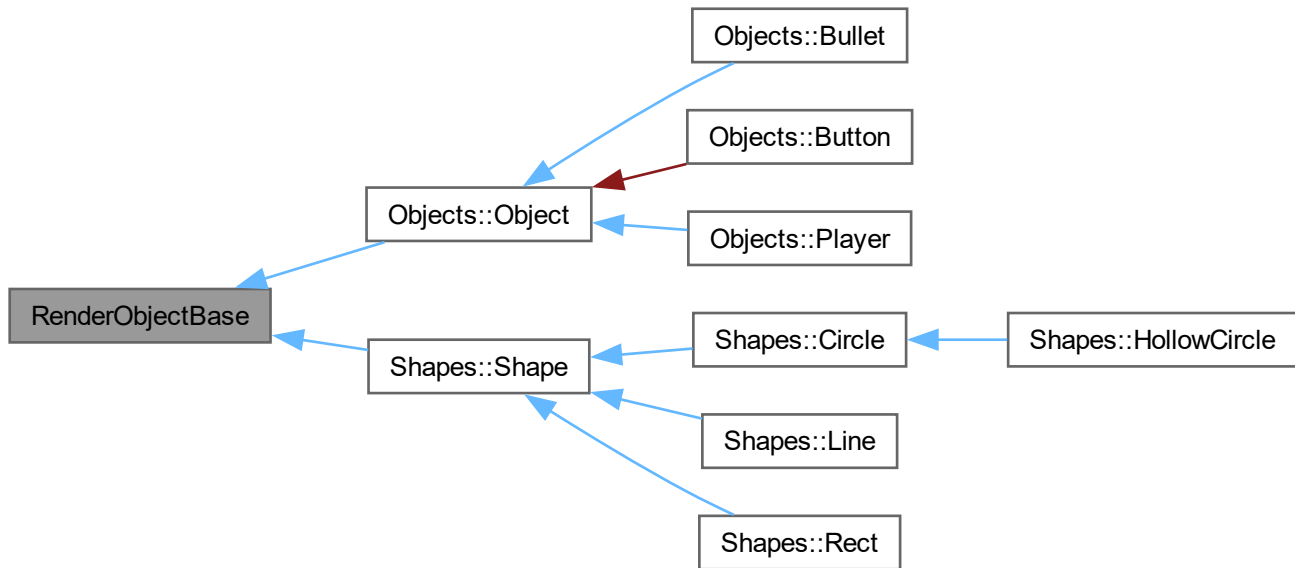 Objects::Bullet
Objects::Button
Objects::Object
Objects::Player
RenderObjectBase
Shapes::Circle
Shapes::HollowCircle
Shapes::Shape
Shapes::Line
Shapes::Rect